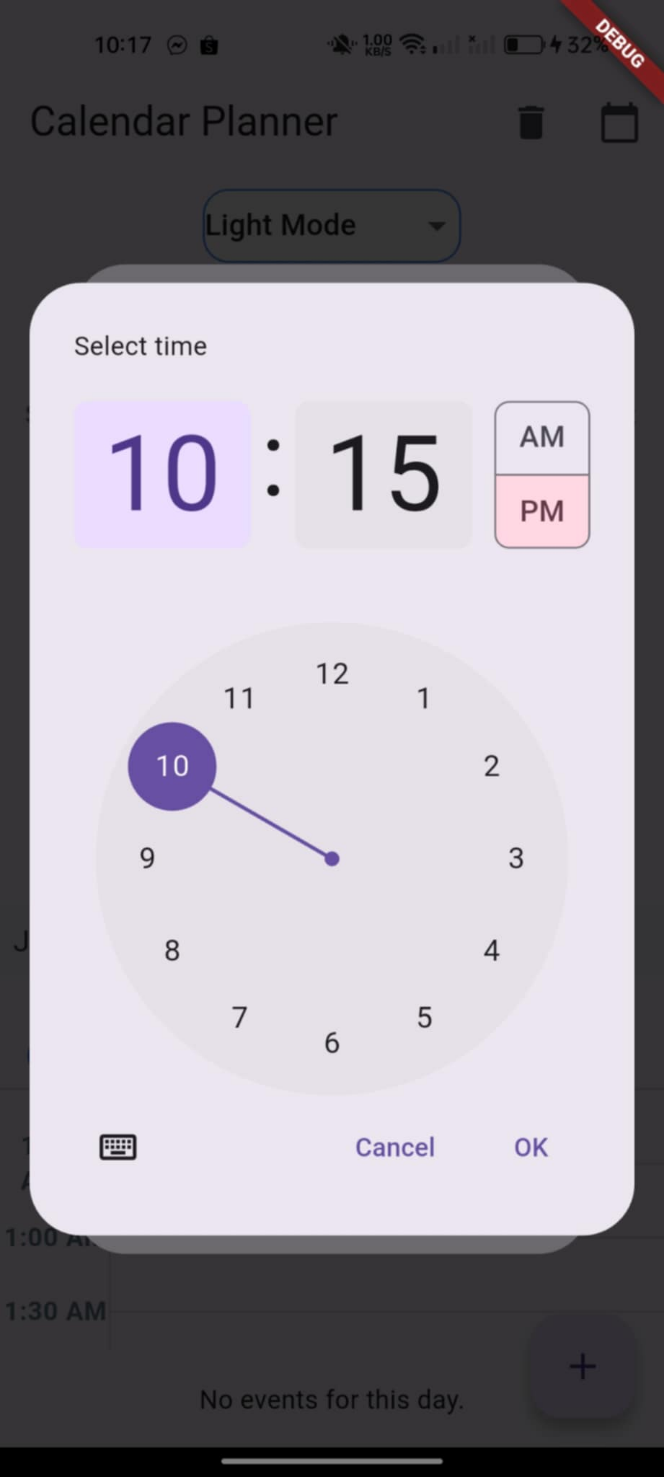 10:17 1.00 KB/S 32%
DEBUG
Calendar Planner
Light Mode
Select time
10 : 15
AM
PM
12
11 1
10 2
9 3
8 4
7 5
6
Cancel OK
1:00 AM
1:30 AM
No events for this day.